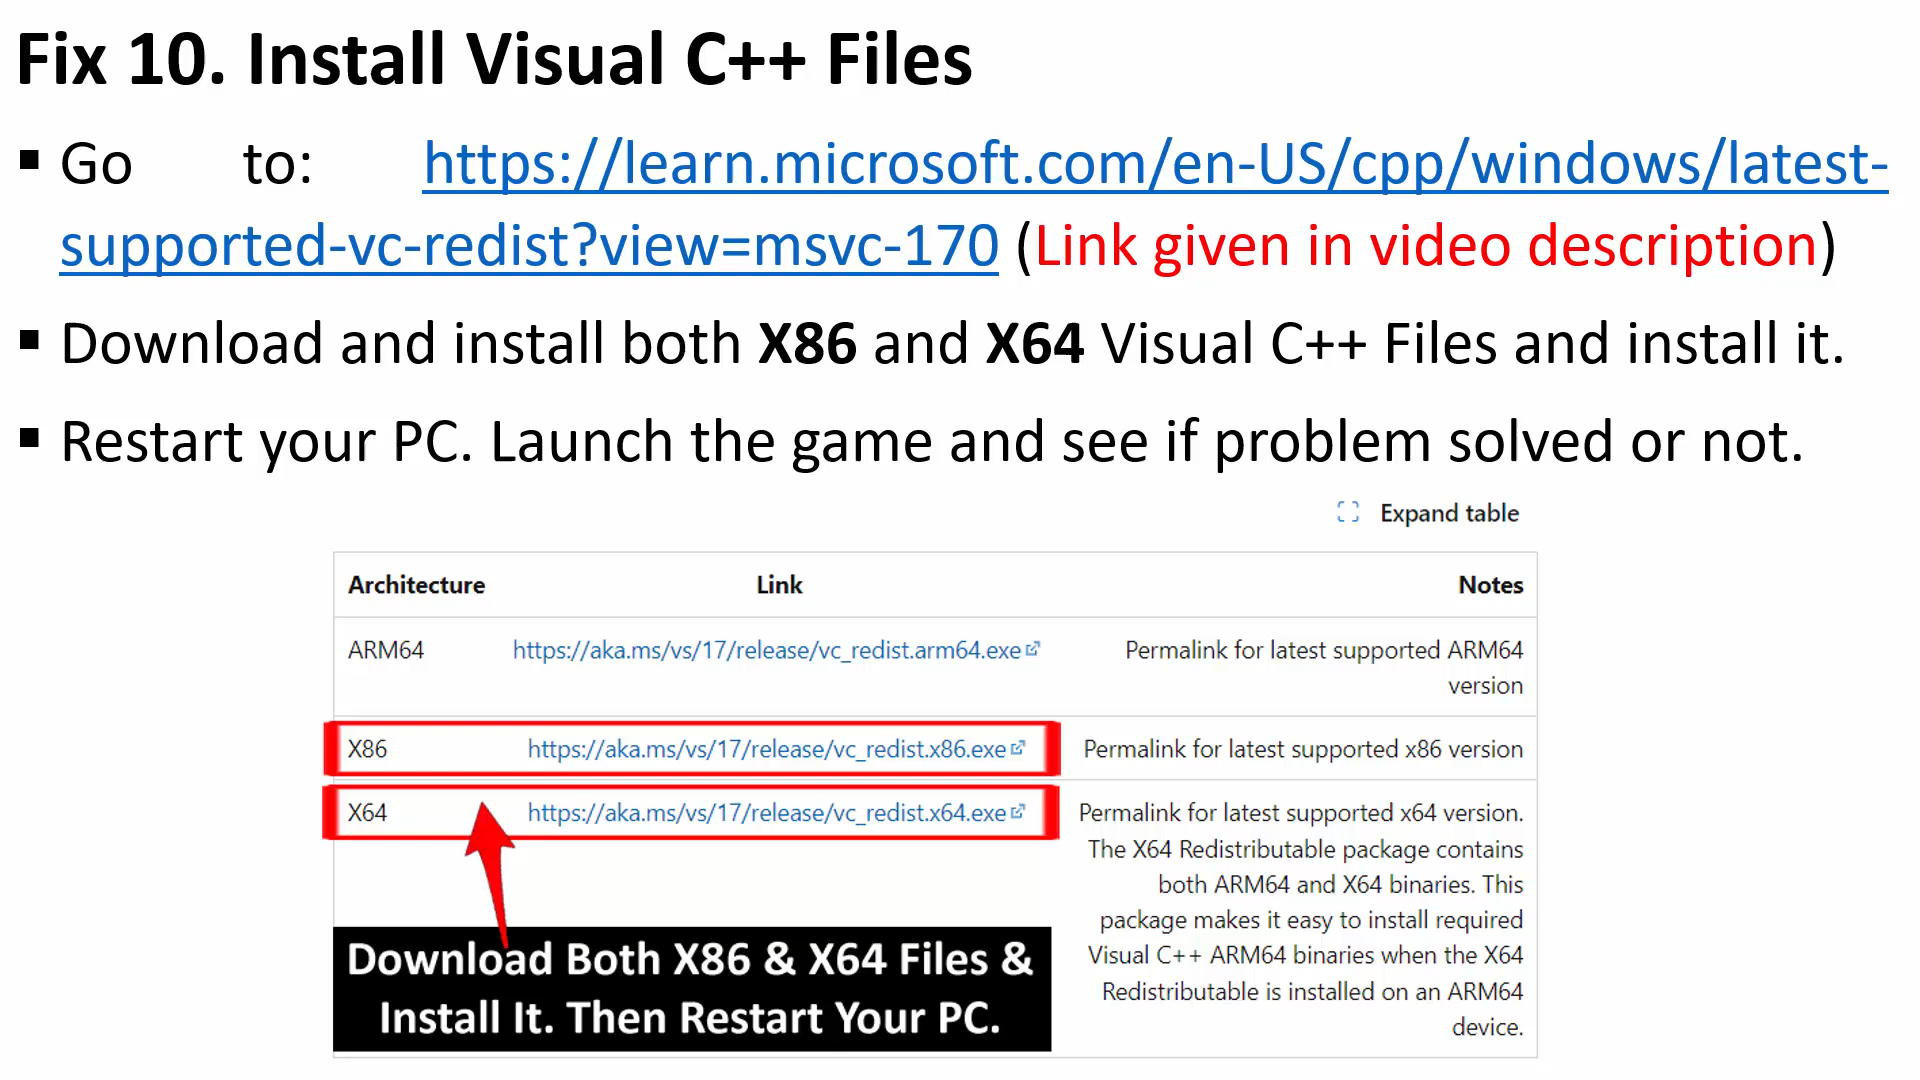 Fix 10. Install Visual C++ Files
▪ Go to: https://learn.microsoft.com/en-US/cpp/windows/latest-
supported-vc-redist?view=msvc-170 (Link given in video description)
▪ Download and install both X86 and X64 Visual C++ Files and install it.
▪ Restart your PC. Launch the game and see if problem solved or not.
Expand table
Architecture Link Notes
ARM64 https://aka.ms/vs/17/release/vc_redist.arm64.exe Permalink for latest supported ARM64
version
X86 https://aka.ms/vs/17/release/vc_redist.x86.exe Permalink for latest supported x86 version
X64 https://aka.ms/vs/17/release/vc_redist.x64.exe Permalink for latest supported x64 version.
The X64 Redistributable package contains
both ARM64 and X64 binaries. This
package makes it easy to install required
Visual C++ ARM64 binaries when the X64
Redistributable is installed on an ARM64
device.
Download Both X86 & X64 Files &
Install It. Then Restart Your PC.